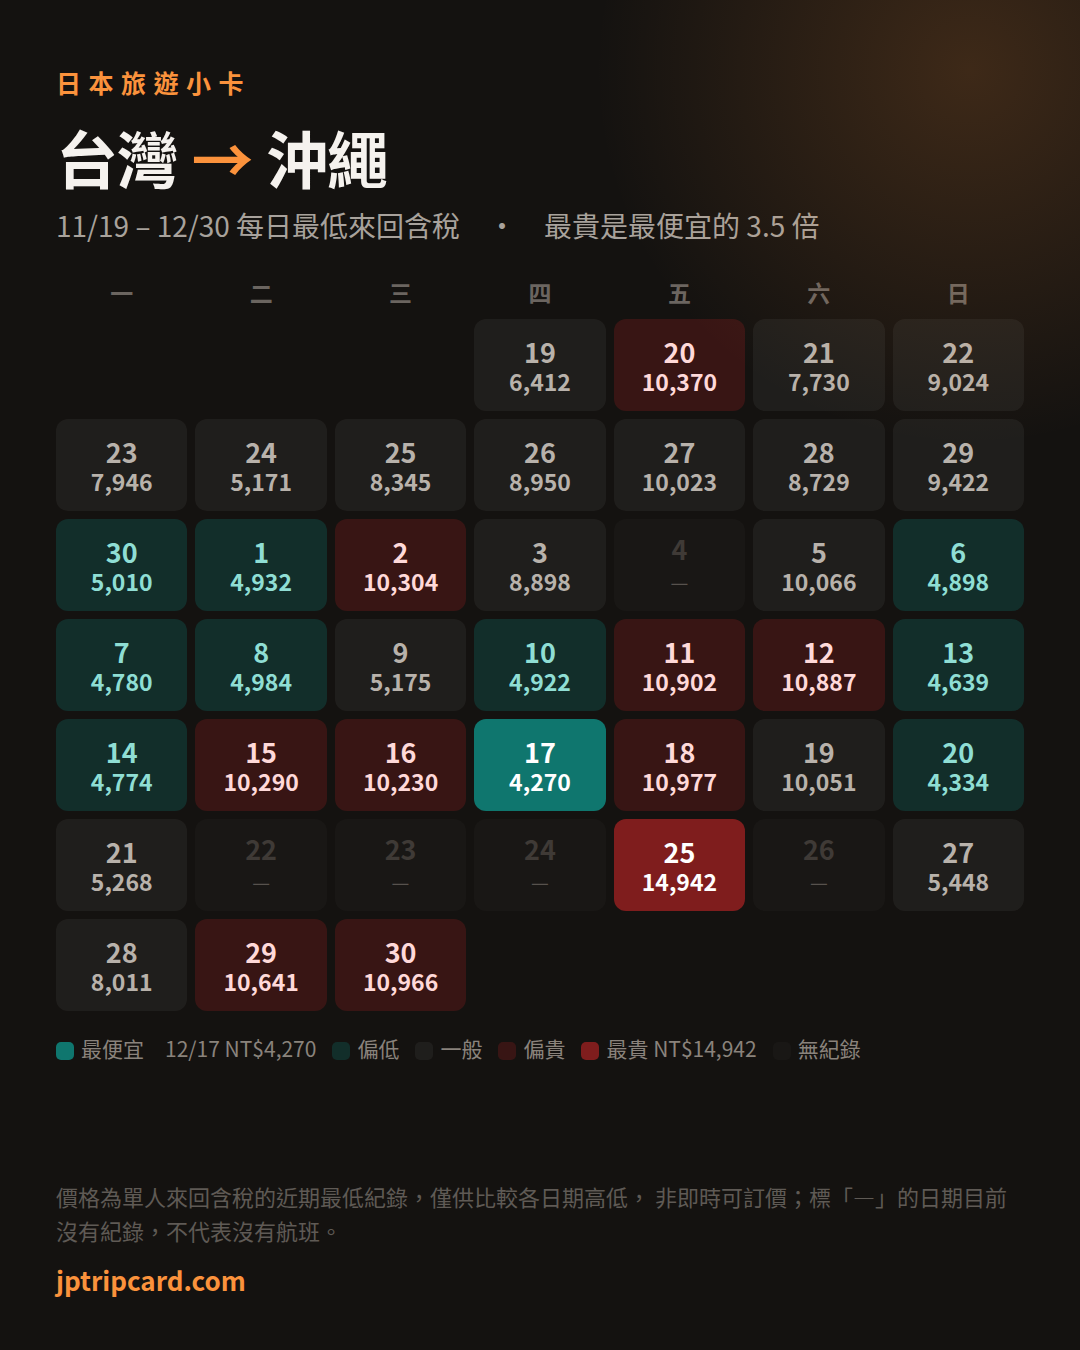 日本旅遊小卡
台灣 → 沖繩
11/19 – 12/30 每日最低來回含稅 ・ 最貴是最便宜的 3.5 倍
一 二 三 四 五 六 日
19 20 21 22
6,412 10,370 7,730 9,024
23 24 25 26 27 28 29
7,946 5,171 8,345 8,950 10,023 8,729 9,422
30 1 2 3 4 5 6
5,010 4,932 10,304 8,898 — 10,066 4,898
7 8 9 10 11 12 13
4,780 4,984 5,175 4,922 10,902 10,887 4,639
14 15 16 17 18 19 20
4,774 10,290 10,230 4,270 10,977 10,051 4,334
21 22 23 24 25 26 27
5,268 — — — 14,942 — 5,448
28 29 30
8,011 10,641 10,966
最便宜 12/17 NT$4,270 偏低 一般 偏貴 最貴 NT$14,942 無紀錄
價格為單人來回含稅的近期最低紀錄，僅供比較各日期高低， 非即時可訂價；標「—」的日期目前
沒有紀錄，不代表沒有航班。
jptripcard.com